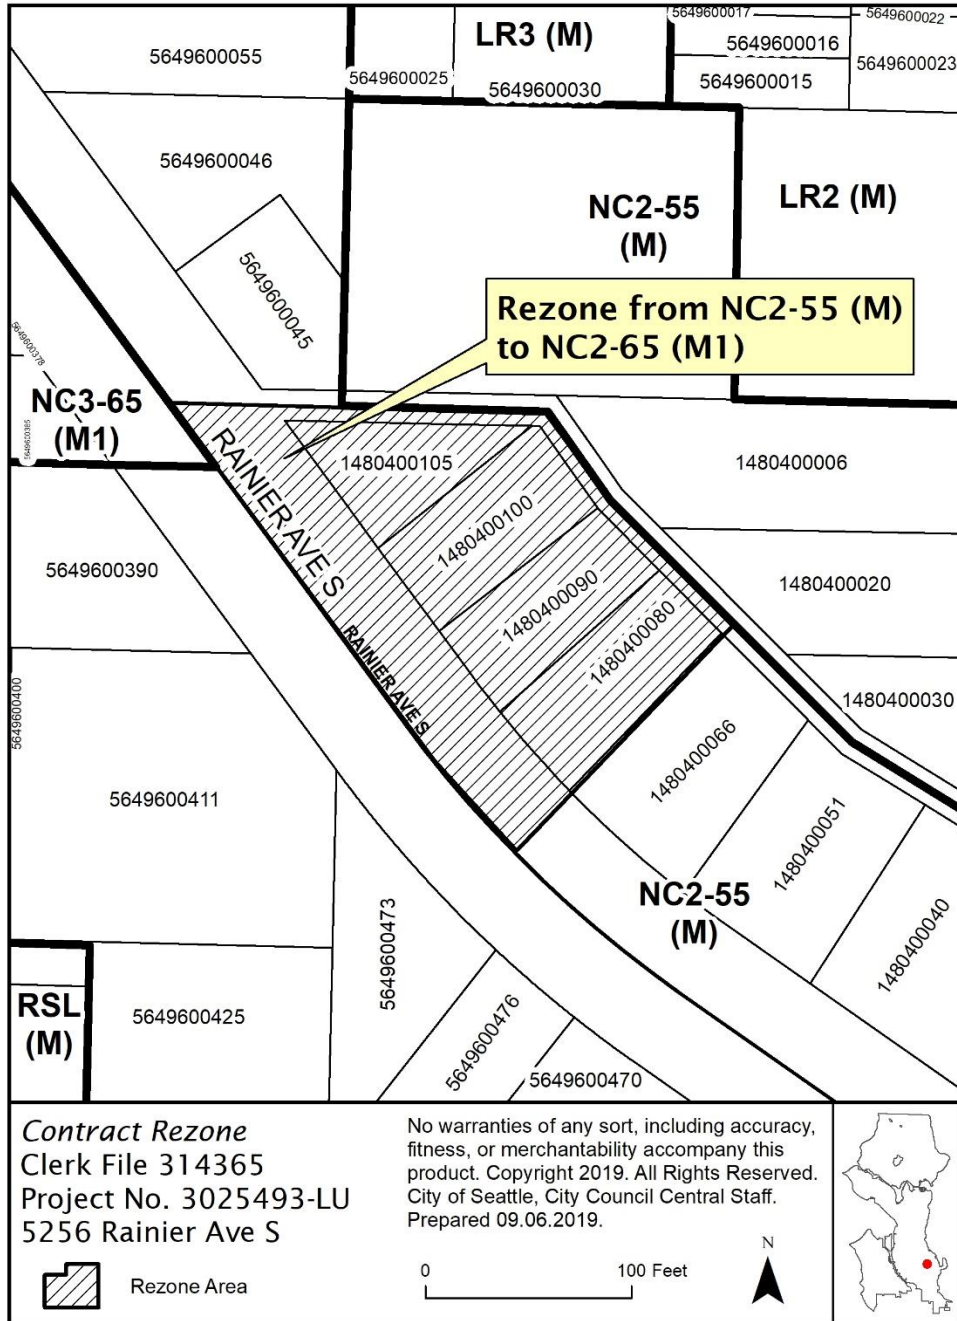 5649600017
5649600022
LR3 (M)
5649600055
5649600016
5649600023
5649600025
5649600030
5649600015
5649600046
NC2-55
(M)
LR2 (M)
5649600045
Rezone from NC2-55 (M)
to NC2-65 (M1)
5649600378
NC3-65
(M1)
5649600385
RAINIER AVE S
1480400105
1480400006
1480400100
5649600390
1480400090
1480400020
1480400080
RAINIER AVE S
5649600400
1480400030
1480400066
5649600411
1480400051
NC2-55
(M)
5649600473
1480400040
RSL
(M)
5649600425
5649600476
5649600470
Contract Rezone
Clerk File 314365
Project No. 3025493-LU
5256 Rainier Ave S
Rezone Area
No warranties of any sort, including accuracy,
fitness, or merchantability accompany this
product. Copyright 2019. All Rights Reserved.
City of Seattle, City Council Central Staff.
Prepared 09.06.2019.
0
100 Feet
N